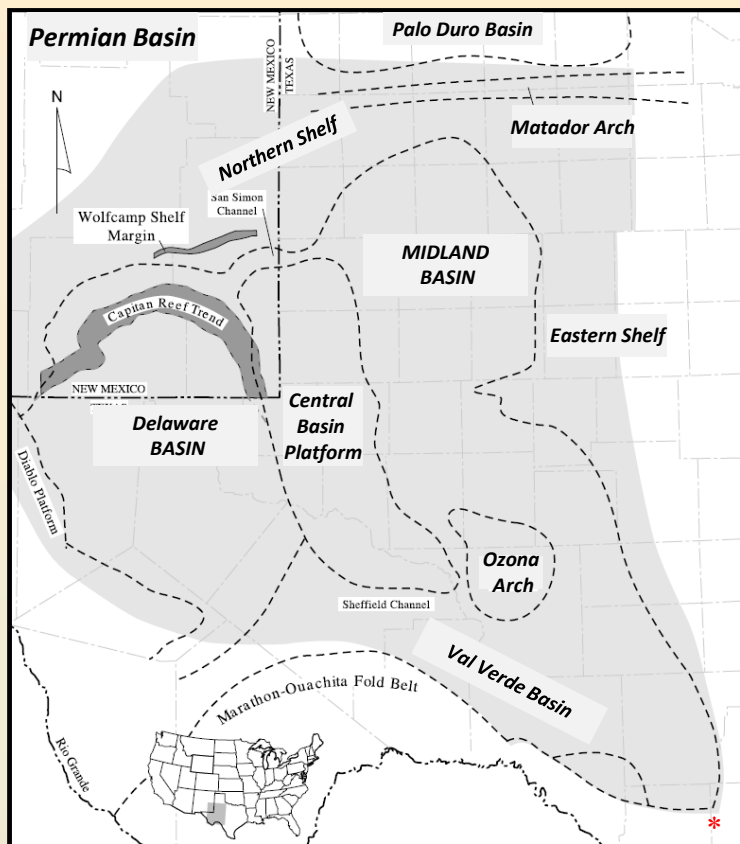 Permian Basin
Palo Duro Basin
NEW MEXICO
TEXAS
N
Matador Arch
Northern Shelf
San Simon
Channel
Wolfcamp Shelf
Margin
MIDLAND
BASIN
Capitan Reef Trend
Eastern Shelf
NEW MEXICO
Central
Basin
Platform
Delaware
BASIN
Diablo Platform
Ozona
Arch
Sheffield Channel
Val Verde Basin
Marathon-Ouachita Fold Belt
Rio Grande
*